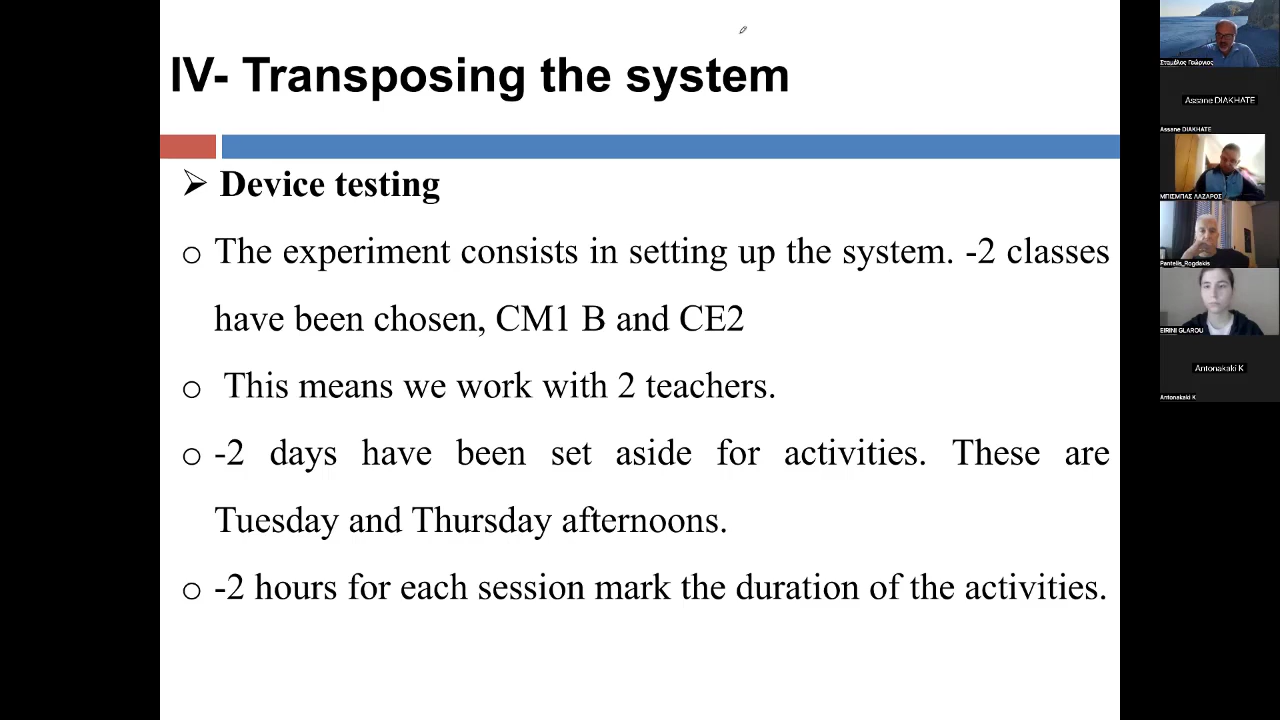 IV- Transposing the system
Device testing
The experiment consists in setting up the system. -2 classes
have been chosen, CM1 B and CE2
This means we work with 2 teachers.
-2 days have been set aside for activities. These are
Tuesday and Thursday afternoons.
-2 hours for each session mark the duration of the activities.
Σταμέλος Γεώργιος
Assane DIAKHATE
Assane DIAKHATE
ΜΠΙΣΜΠΑΣ ΛΑΖΑΡΟΣ
Pantelis_Rogdakis
EIRINI GLAROU
Antonakaki K
Antonakaki K